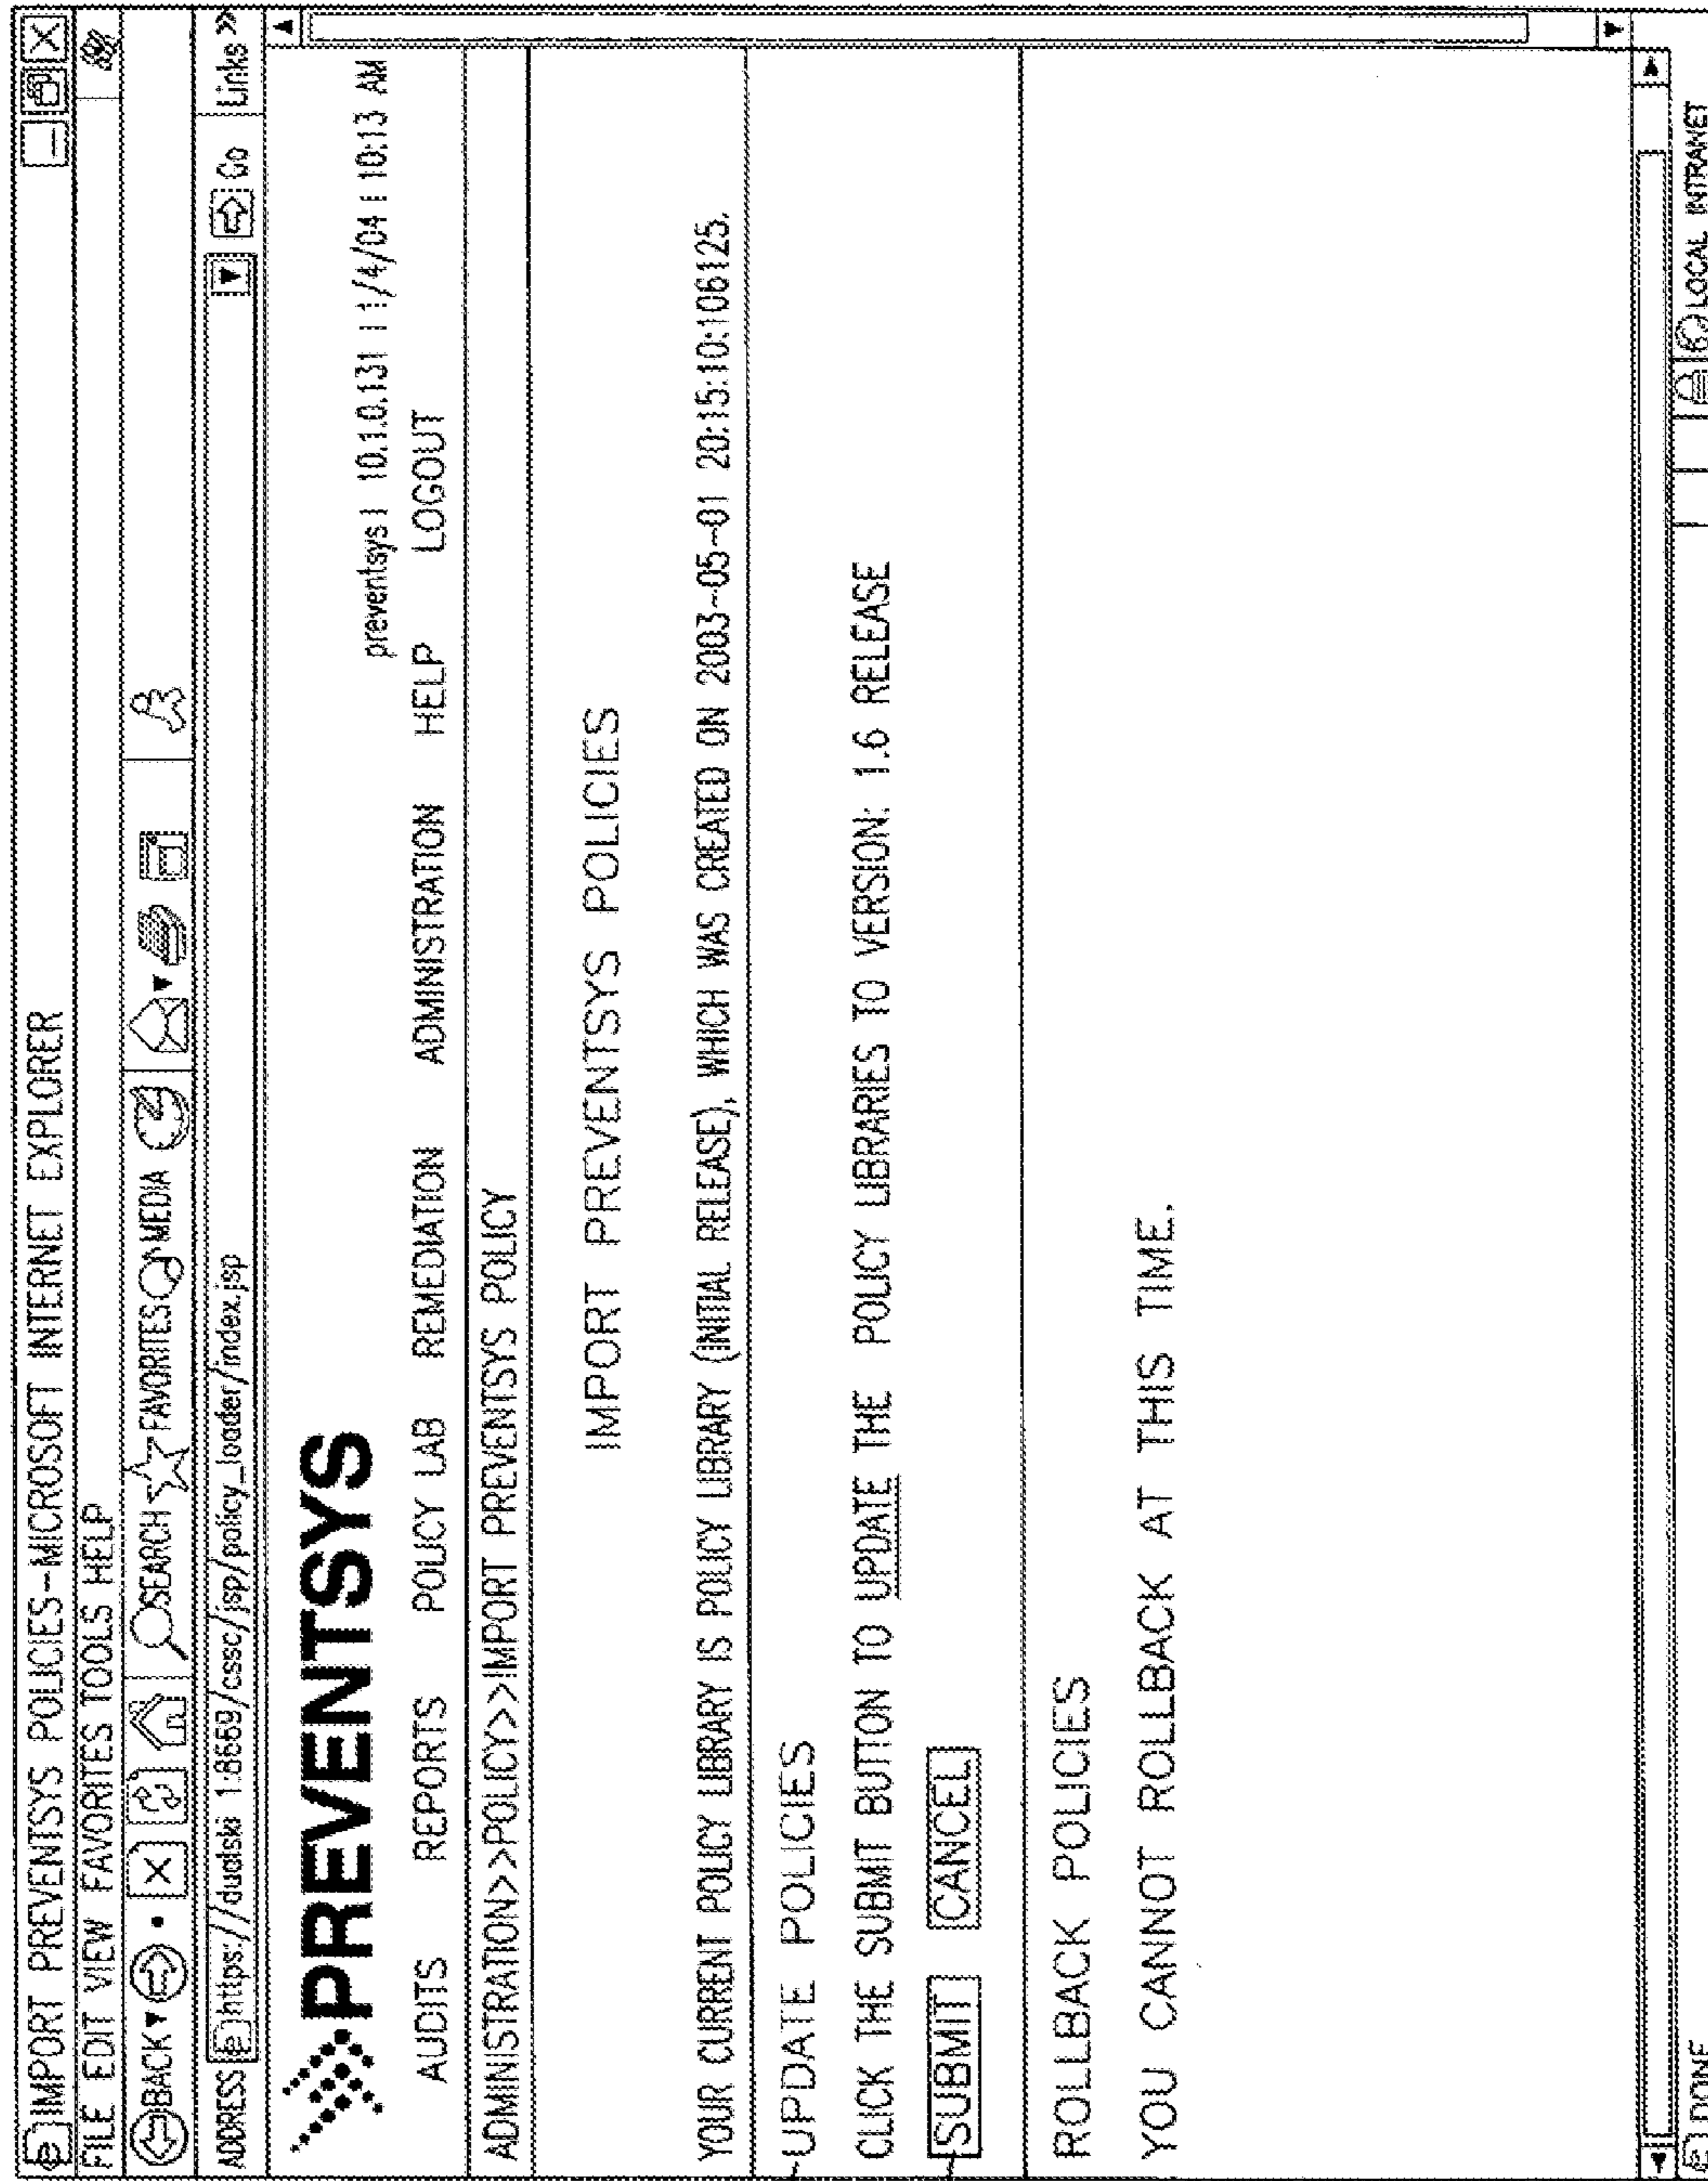 IMPORT PREVENTSYS POLICIES-MICROSOFT INTERNET EXPLORER
FILE EDIT VIEW FAVORITES TOOLS HELP
BACK SEARCH FAVORITES MEDIA
ADDRESS https://dualski 1:8669/cssc/jsp/policy_loader/index.jsp Go Links »
PREVENTSYS
preventsys | 10.1.0.131 | 1/4/04 : 10:13 AM
AUDITS REPORTS POLICY LAB REMEDIATION ADMINISTRATION HELP LOGOUT
ADMINISTRATION>>POLICY>>IMPORT PREVENTSYS POLICY
IMPORT PREVENTSYS POLICIES
YOUR CURRENT POLICY LIBRARY IS POLICY LIBRARY (INITIAL RELEASE), WHICH WAS CREATED ON 2003-05-01 20:15:10:106125.
UPDATE POLICIES
CLICK THE SUBMIT BUTTON TO UPDATE THE POLICY LIBRARIES TO VERSION: 1.6 RELEASE
SUBMIT CANCEL
ROLLBACK POLICIES
YOU CANNOT ROLLBACK AT THIS TIME.
DONE LOCAL INTRANET